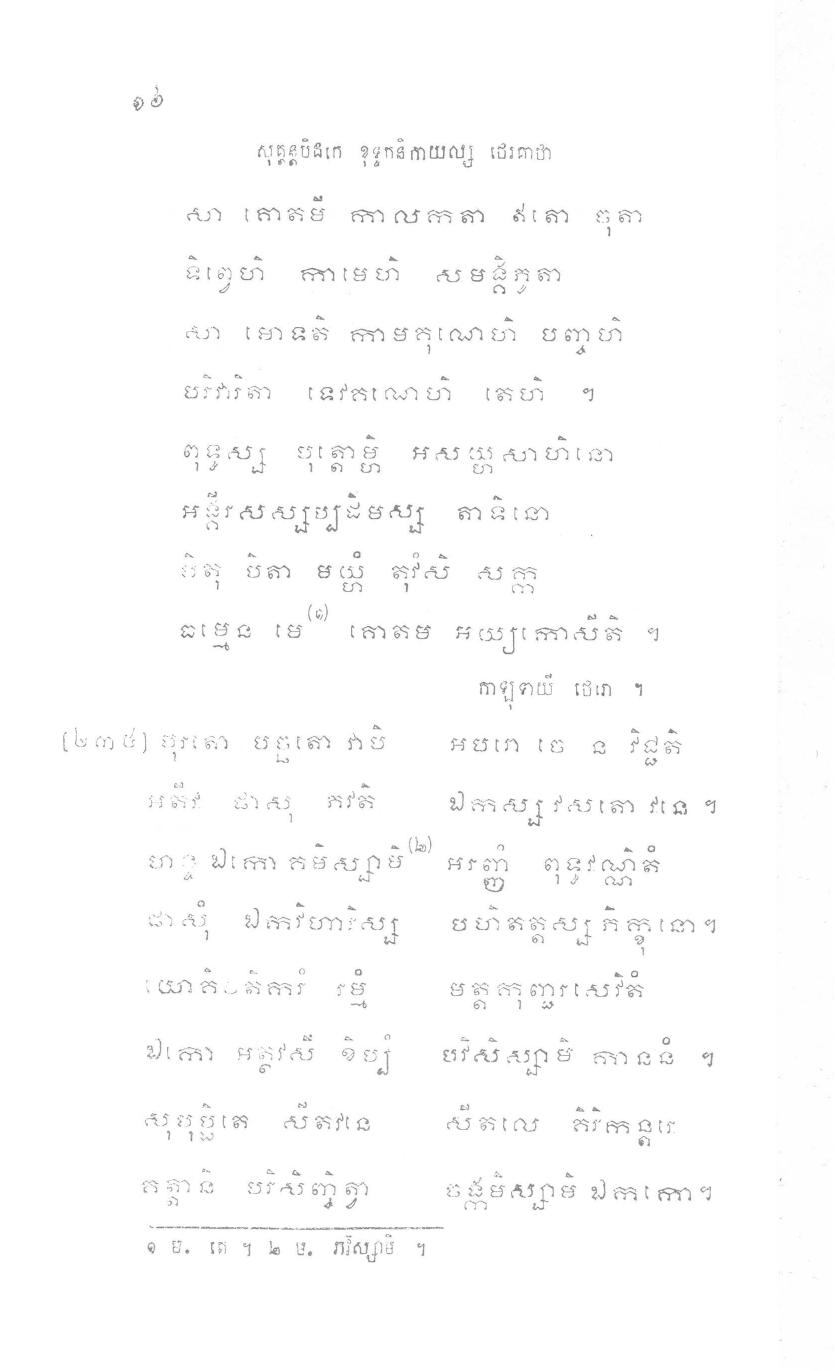 ១៦
សុត្តន្តបិដកេ ខុទ្ទកនិកាយស្ស ថេរគាថា
សា គោតមី កាលកតា ឥតោ ចុតា
ទិព្វេហិ កាមេហិ សមង្គិភូតា
សា មោទតិ កាមគុណេហិ បញ្ចហិ
បរិវារិតា ទេវគណេហិ តេហិ ។
ពុទ្ធស្ស បុត្តោម្ហិ អសយ្ហសាហិនោ
អង្គីរសស្សប្បដិមស្ស តាទិនោ
បិតុ បិតា មយ្ហំ តុវំសិ សក្ក
ធម្មេន មេ(១) គោតម អយ្យកោសីតិ ។
កាឡុទាយី ថេរោ ។
(២៣៥) បុរតោ បច្ឆតោ វាបិ អបរោ ចេ ន វិជ្ជតិ
អតីវ ផាសុ ភវតិ ឯកស្ស វសតោ វនេ ។
ហន្ទ ឯកោ គមិស្សាមិ(២) អរញ្ញំ ពុទ្ធវណ្ណិតំ
ផាសុំ ឯកវិហារិស្ស បហិតត្តស្ស ភិក្ខុនោ ។
យោគិបីតិករំ រម្មំ មត្តកុញ្ជរសេវិតំ
ឯកោ អត្ថវសី ខិប្បំ បវិសិស្សាមិ កាននំ ។
សុបុប្ផិតេ សីតវនេ សីតលេ គិរិកន្ទរេ
គត្តានិ បរិសិញ្ចិត្វា ចង្កមិស្សាមិ ឯកកោ ។
១ ម. តេ ។ ២ ម.